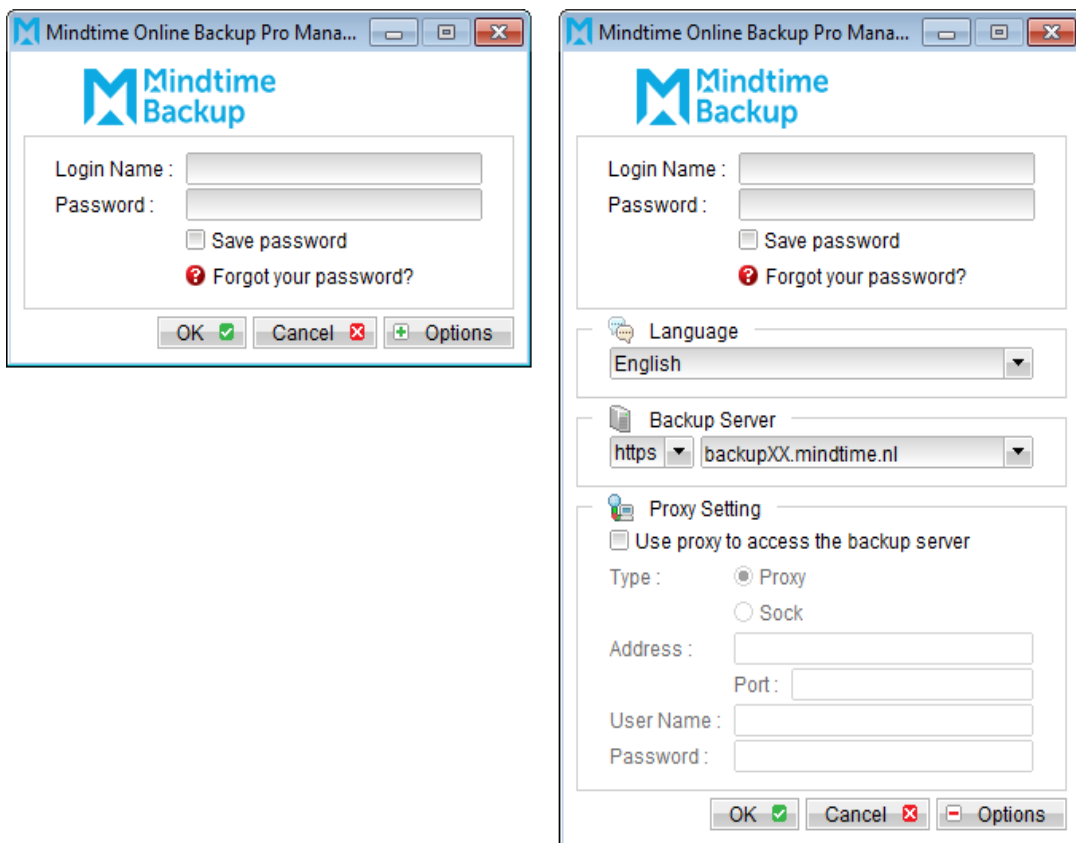 Mindtime Online Backup Pro Mana...
Mindtime
Backup
Login Name :
Password :
Save password
Forgot your password?
OK
Cancel
Options
Mindtime Online Backup Pro Mana...
Mindtime
Backup
Login Name :
Password :
Save password
Forgot your password?
Language
English
Backup Server
https backupXX.mindtime.nl
Proxy Setting
Use proxy to access the backup server
Type : Proxy
Sock
Address :
Port :
User Name :
Password :
OK
Cancel
Options